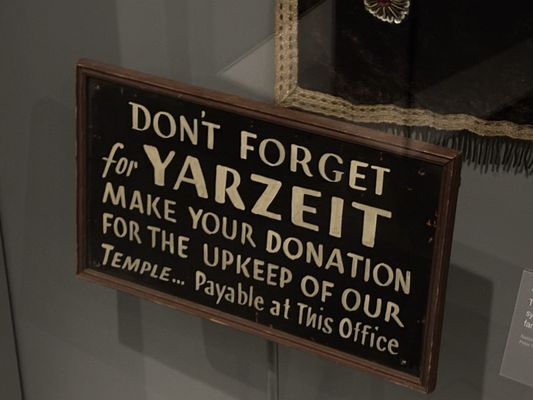 DON'T FORGET
for YARZEIT
MAKE YOUR DONATION
FOR THE UPKEEP OF OUR
TEMPLE... Payable at This Office